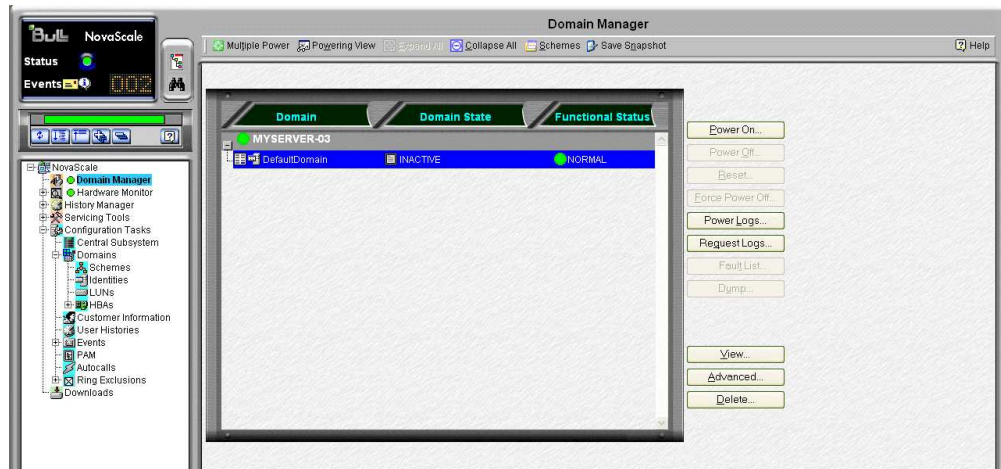 Bull NovaScale
Status
Events 002
Domain Manager
Multiple Power Powering View Expand All Collapse All Schemes Save Snapshot Help
Domain Domain State Functional Status
MYSERVER-03
DefaultDomain INACTIVE NORMAL
Power On...
Power Off...
Reset...
Force Power Off...
Power Logs...
Request Logs...
Fault List...
Dump...
View...
Advanced...
Delete...
NovaScale
Domain Manager
Hardware Monitor
History Manager
Servicing Tools
Configuration Tasks
Central Subsystem
Domains
Schemes
Identities
LUNs
HBAs
Customer Information
User Histories
Events
PAM
Autocalls
Ring Exclusions
Downloads